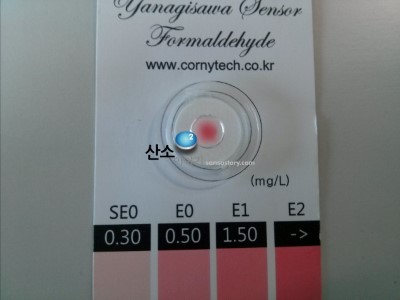 Yanagisawa Sensor
Formaldehyde
www.cornytech.co.kr
산소
2
(mg/L)
SE0 E0 E1 E2
0.30 0.50 1.50 ->